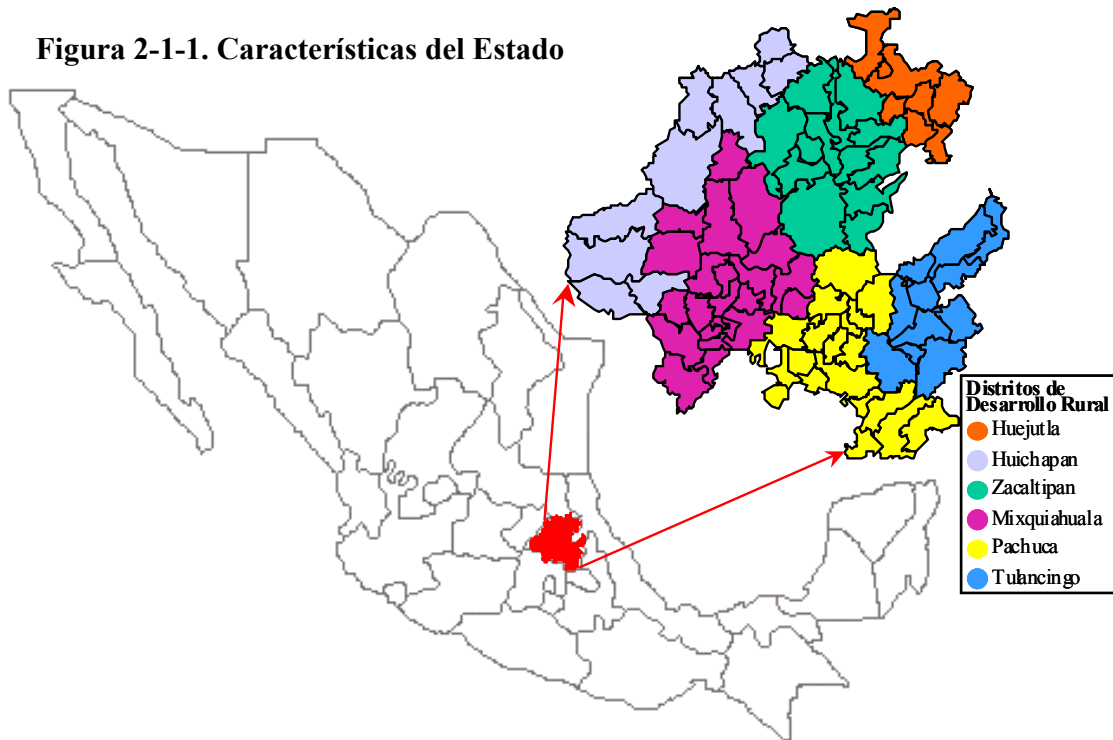 Figura 2-1-1. Características del Estado
Distritos de
Desarrollo Rural
Huejutla
Huichapan
Zacaltipan
Mixquiahuala
Pachuca
Tulancingo